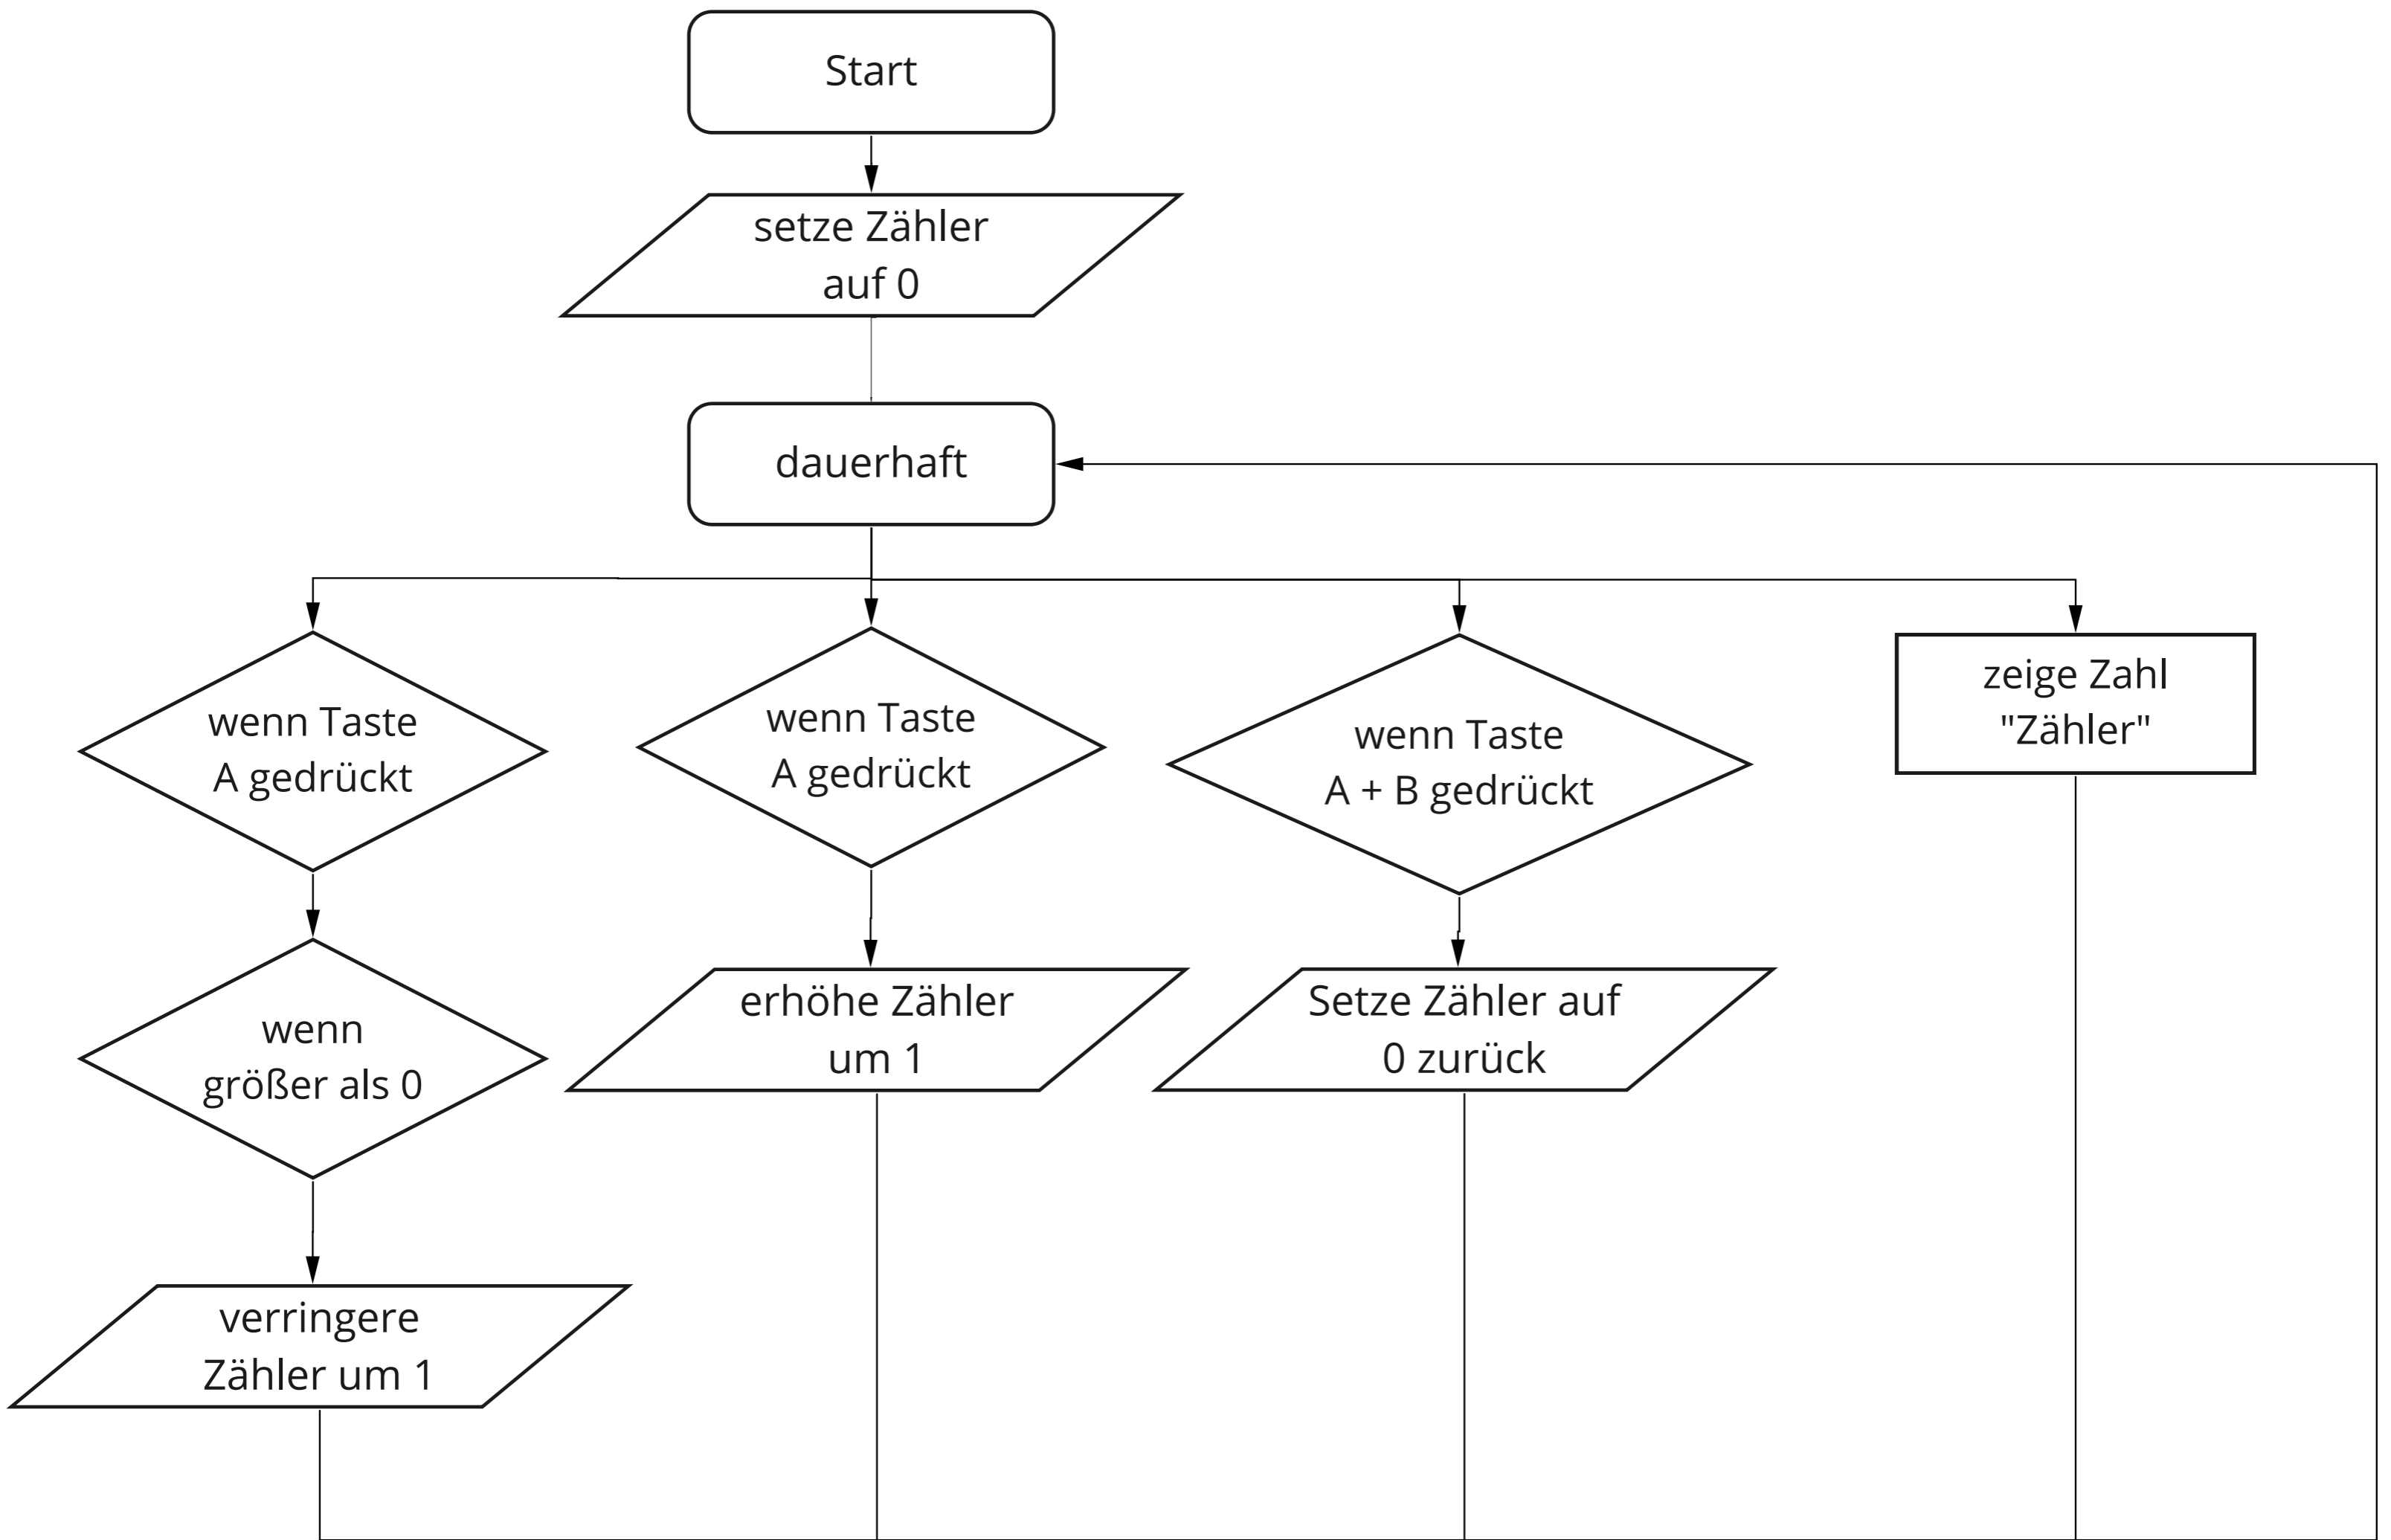 Start
setze Zähler
auf 0
dauerhaft
wenn Taste
A gedrückt
wenn Taste
A gedrückt
wenn Taste
A + B gedrückt
zeige Zahl
"Zähler"
wenn
größer als 0
erhöhe Zähler
um 1
Setze Zähler auf
0 zurück
verringere
Zähler um 1